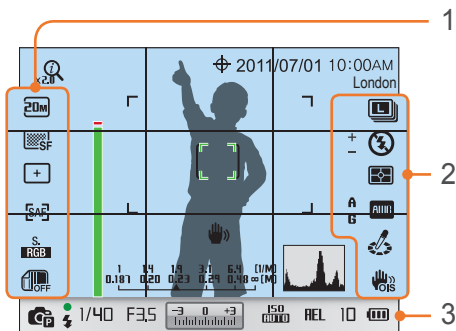 1
x2.0
2011/07/01 10:00AM
London
20M
SF
L
+
-
SAF
A
G
AWB
S.
RGB
OFF
OIS
1 1.4 1.9 3.1 6.4 (1/M)
0.187 0.20 0.23 0.29 0.48 ∞ (M)
2
P 1/40 F3.5 -3 0 +3 ISO AUTO AEL 10
3